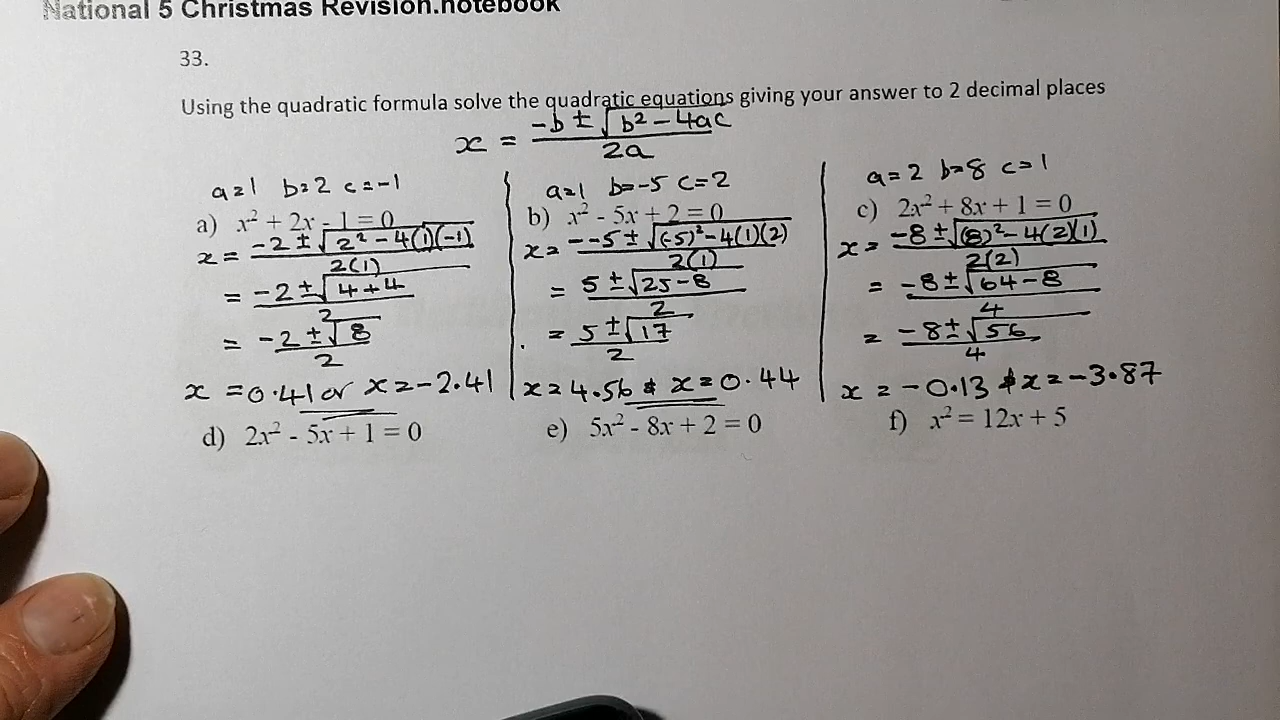 National 5 Christmas Revision.notebook
33.
Using the quadratic formula solve the quadratic equations giving your answer to 2 decimal places
x = (-b ± √(b² - 4ac)) / 2a
a=1 b=2 c=-1
a) x² + 2x - 1 = 0
x = (-2 ± √(2² - 4(1)(-1))) / 2(1)
= (-2 ± √(4+4)) / 2
= (-2 ± √8) / 2
x = 0.41 or x = -2.41
a=1 b=-5 c=2
b) x² - 5x + 2 = 0
x = (--5 ± √((-5)² - 4(1)(2))) / 2(1)
= (5 ± √(25-8)) / 2
= (5 ± √17) / 2
x = 4.56 & x = 0.44
a=2 b=8 c=1
c) 2x² + 8x + 1 = 0
x = (-8 ± √((8)² - 4(2)(1))) / 2(2)
= (-8 ± √(64-8)) / 4
= (-8 ± √56) / 4
x = -0.13 & x = -3.87
d) 2x² - 5x + 1 = 0
e) 5x² - 8x + 2 = 0
f) x² = 12x + 5